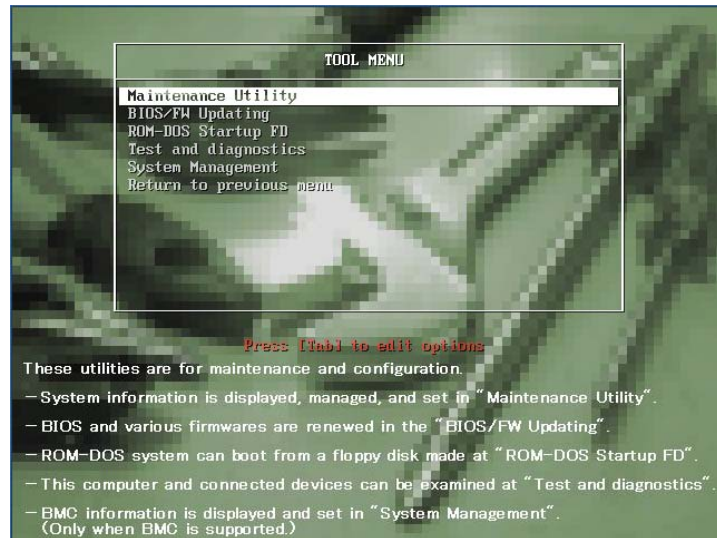 TOOL MENU
Maintenance Utility
BIOS/FW Updating
ROM-DOS Startup FD
Test and diagnostics
System Management
Return to previous menu
Press [Tab] to edit options
These utilities are for maintenance and configuration.
－System information is displayed, managed, and set in ″Maintenance Utility″.
－BIOS and various firmwares are renewed in the ″BIOS/FW Updating″.
－ROM-DOS system can boot from a floppy disk made at ″ROM-DOS Startup FD″.
－This computer and connected devices can be examined at ″Test and diagnostics″.
－BMC information is displayed and set in ″System Management″.
(Only when BMC is supported.)